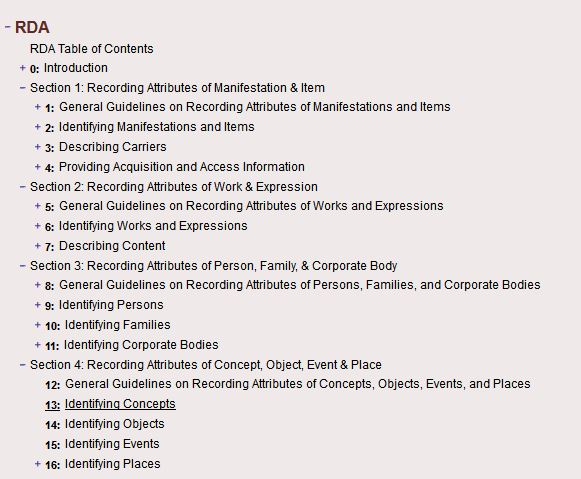 − RDA
RDA Table of Contents
+ 0: Introduction
− Section 1: Recording Attributes of Manifestation & Item
+ 1: General Guidelines on Recording Attributes of Manifestations and Items
+ 2: Identifying Manifestations and Items
+ 3: Describing Carriers
+ 4: Providing Acquisition and Access Information
− Section 2: Recording Attributes of Work & Expression
+ 5: General Guidelines on Recording Attributes of Works and Expressions
+ 6: Identifying Works and Expressions
+ 7: Describing Content
− Section 3: Recording Attributes of Person, Family, & Corporate Body
+ 8: General Guidelines on Recording Attributes of Persons, Families, and Corporate Bodies
+ 9: Identifying Persons
+ 10: Identifying Families
+ 11: Identifying Corporate Bodies
− Section 4: Recording Attributes of Concept, Object, Event & Place
12: General Guidelines on Recording Attributes of Concepts, Objects, Events, and Places
13: Identifying Concepts
14: Identifying Objects
15: Identifying Events
+ 16: Identifying Places